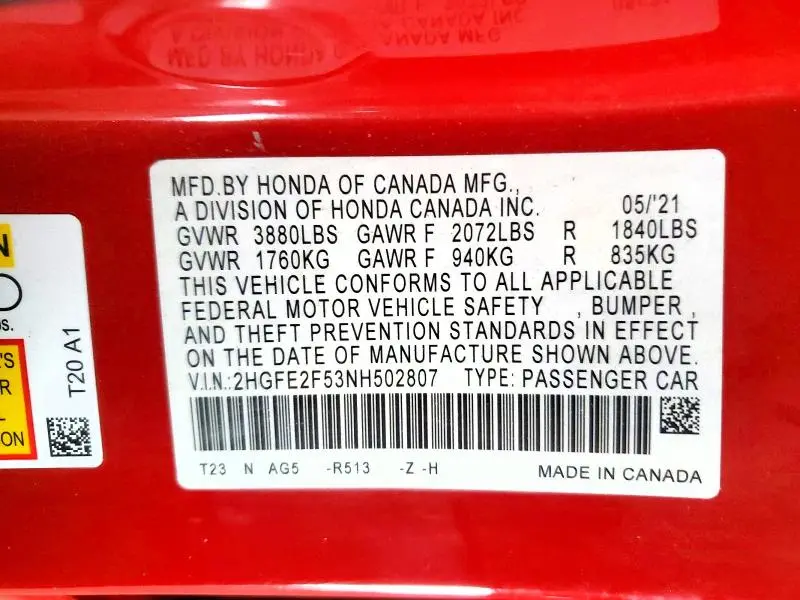 MFD.BY HONDA OF CANADA MFG.,
A DIVISION OF HONDA CANADA INC. 05/'21
GVWR 3880LBS GAWR F 2072LBS R 1840LBS
GVWR 1760KG GAWR F 940KG R 835KG
THIS VEHICLE CONFORMS TO ALL APPLICABLE
FEDERAL MOTOR VEHICLE SAFETY , BUMPER ,
AND THEFT PREVENTION STANDARDS IN EFFECT
ON THE DATE OF MANUFACTURE SHOWN ABOVE.
V.I.N.:2HGFE2F53NH502807 TYPE: PASSENGER CAR
T23 N AG5 -R513 -Z -H
MADE IN CANADA
T20 A1